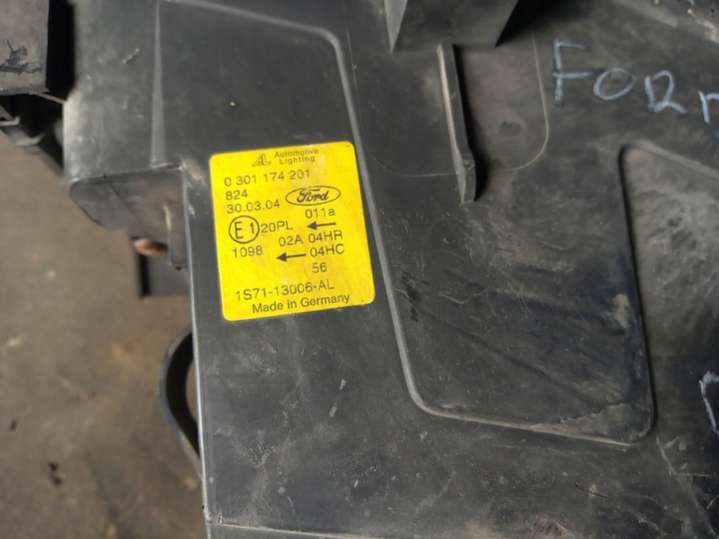 Automotive
Lighting
0 301 174 201
824
30.03.04 Ford
011a
E1 20PL ←
02A 04HR
1098 ← 04HC
56
1S71-13006-AL
Made in Germany